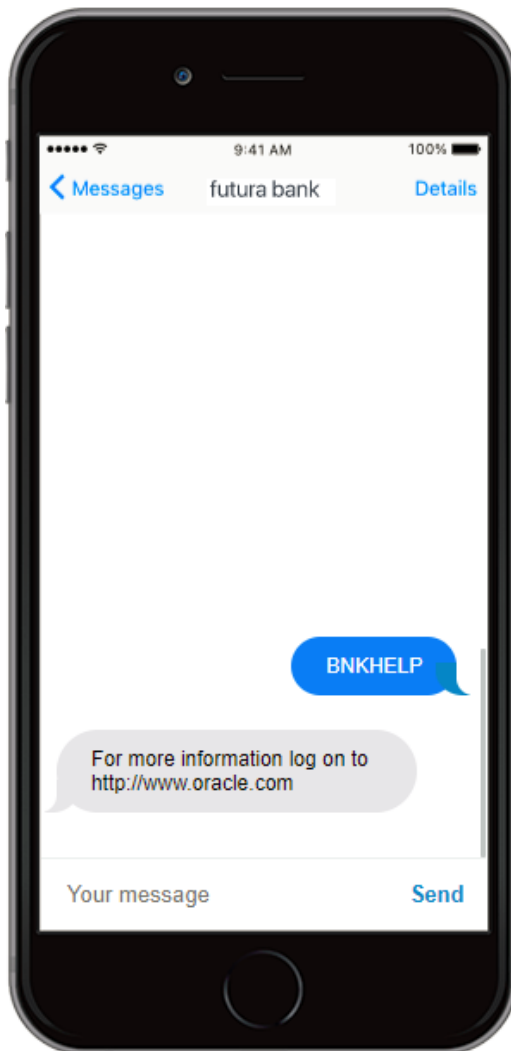 9:41 AM 100%
Messages futura bank Details
BNKHELP
For more information log on to
http://www.oracle.com
Your message Send